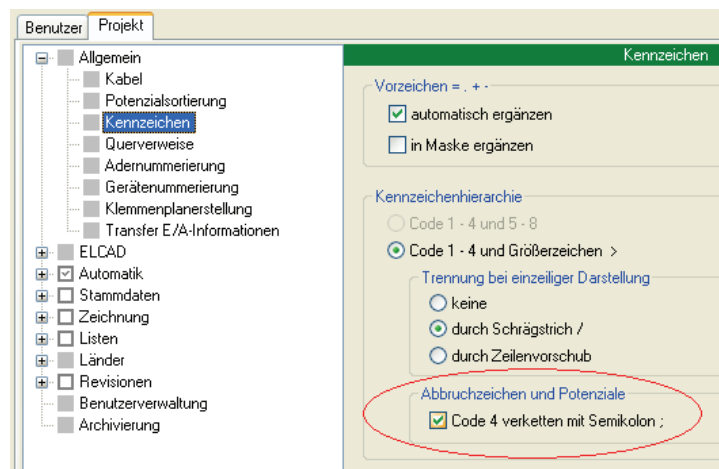 Benutzer Projekt
Allgemein
Kabel
Potenzialsortierung
Kennzeichen
Querverweise
Adernummerierung
Gerätenummerierung
Klemmenplanerstellung
Transfer E/A-Informationen
ELCAD
Automatik
Stammdaten
Zeichnung
Listen
Länder
Revisionen
Benutzerverwaltung
Archivierung
Kennzeichen
Vorzeichen = . + -
automatisch ergänzen
in Maske ergänzen
Kennzeichenhierarchie
Code 1 - 4 und 5 - 8
Code 1 - 4 und Größerzeichen >
Trennung bei einzeiliger Darstellung
keine
durch Schrägstrich /
durch Zeilenvorschub
Abbruchzeichen und Potenziale
Code 4 verketten mit Semikolon ;